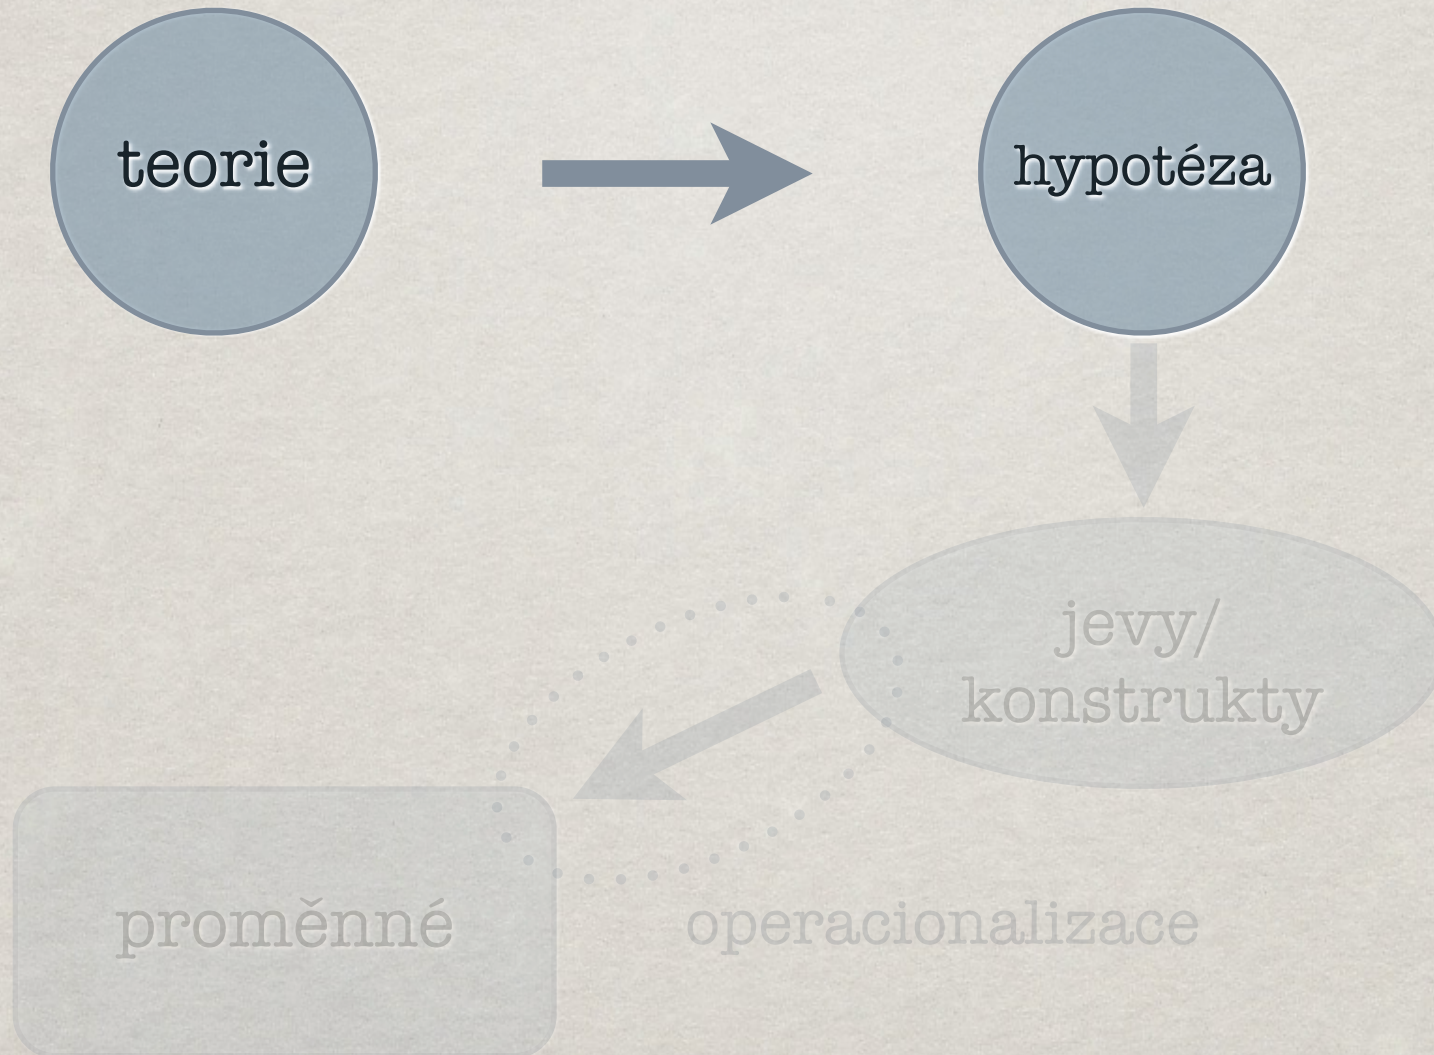 teorie
hypotéza
jevy/
konstrukty
proměnné
operacionalizace